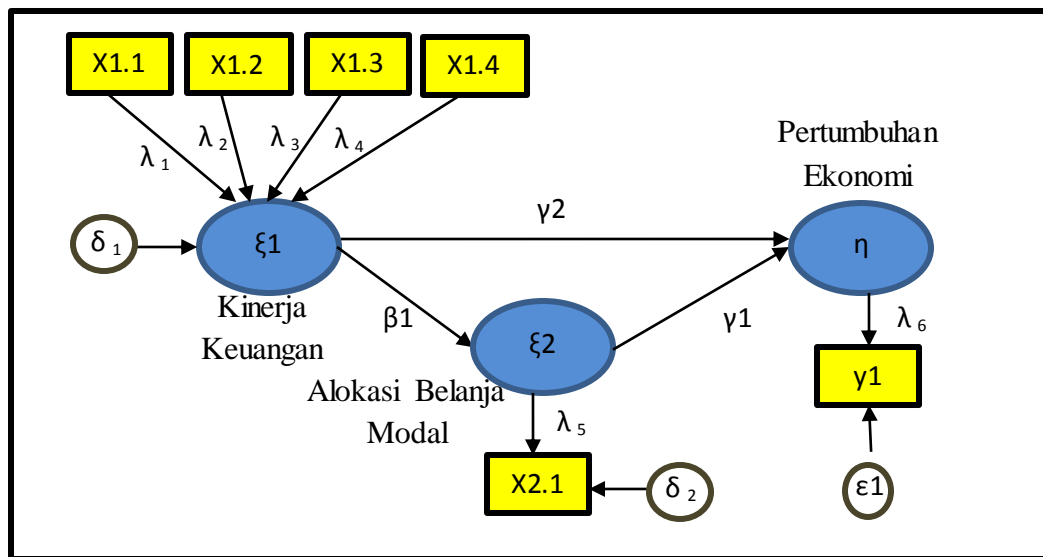 X1.1
X1.2
X1.3
X1.4
λ 1
λ 2
λ 3
λ 4
Pertumbuhan
Ekonomi
δ 1
ξ1
γ2
η
Kinerja
Keuangan
β1
ξ2
γ1
λ 6
Alokasi Belanja
Modal
λ 5
y1
X2.1
δ 2
ε1